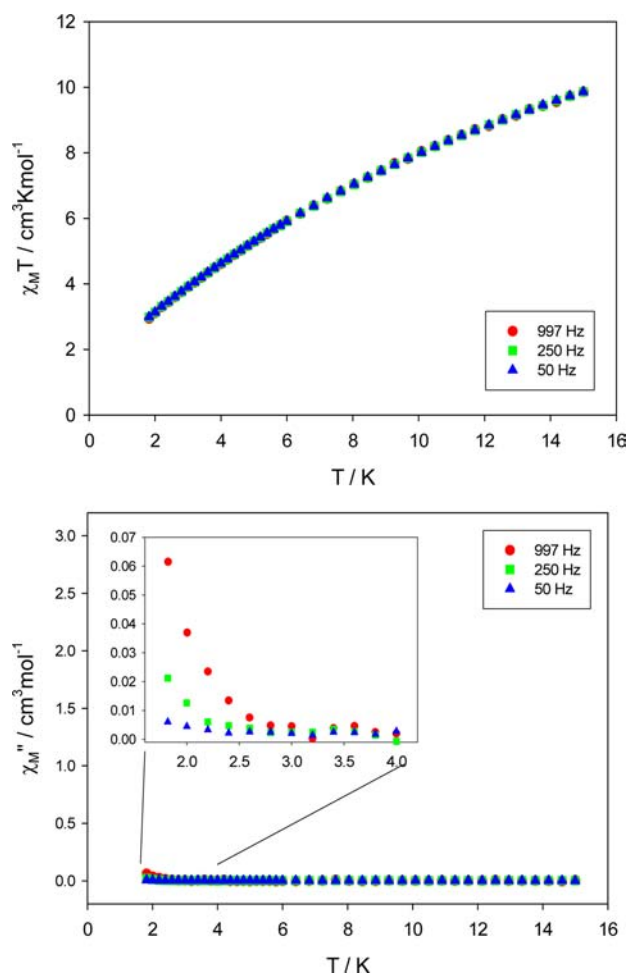 12
10
8
6
4
2
0
χMT / cm³Kmol⁻¹
997 Hz
250 Hz
50 Hz
0 2 4 6 8 10 12 14 16
T / K
3.0
2.5
2.0
1.5
1.0
0.5
0.0
χM" / cm³mol⁻¹
0.07
0.06
0.05
0.04
0.03
0.02
0.01
0.00
2.0 2.5 3.0 3.5 4.0
997 Hz
250 Hz
50 Hz
0 2 4 6 8 10 12 14 16
T / K